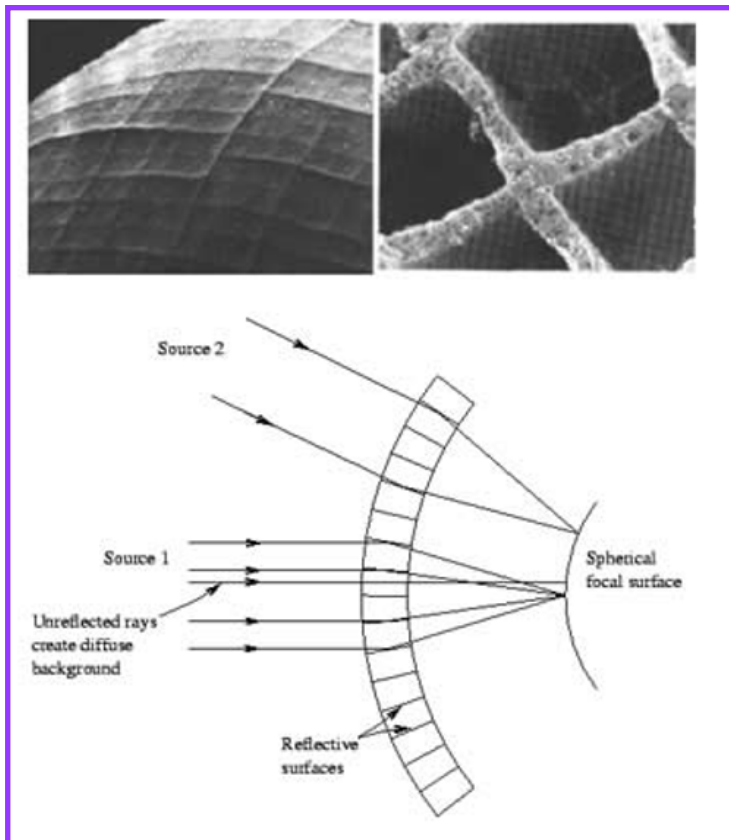 Source 2
Source 1
Spherical
focal surface
Unreflected rays
create diffuse
background
Reflective
surfaces